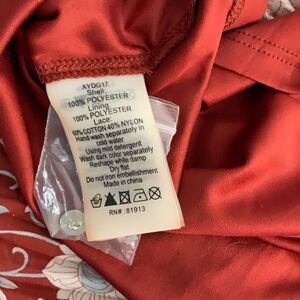 XYDG17
Shell
100% POLYESTER
Lining
100% POLYESTER
Lace
60% COTTON 40% NYLON
Hand wash separately in
cold water
Using mild detergent
Wash dark color separately
Reshape while damp
Dry flat
Do not iron embellishment
Made in china
RN# :81913